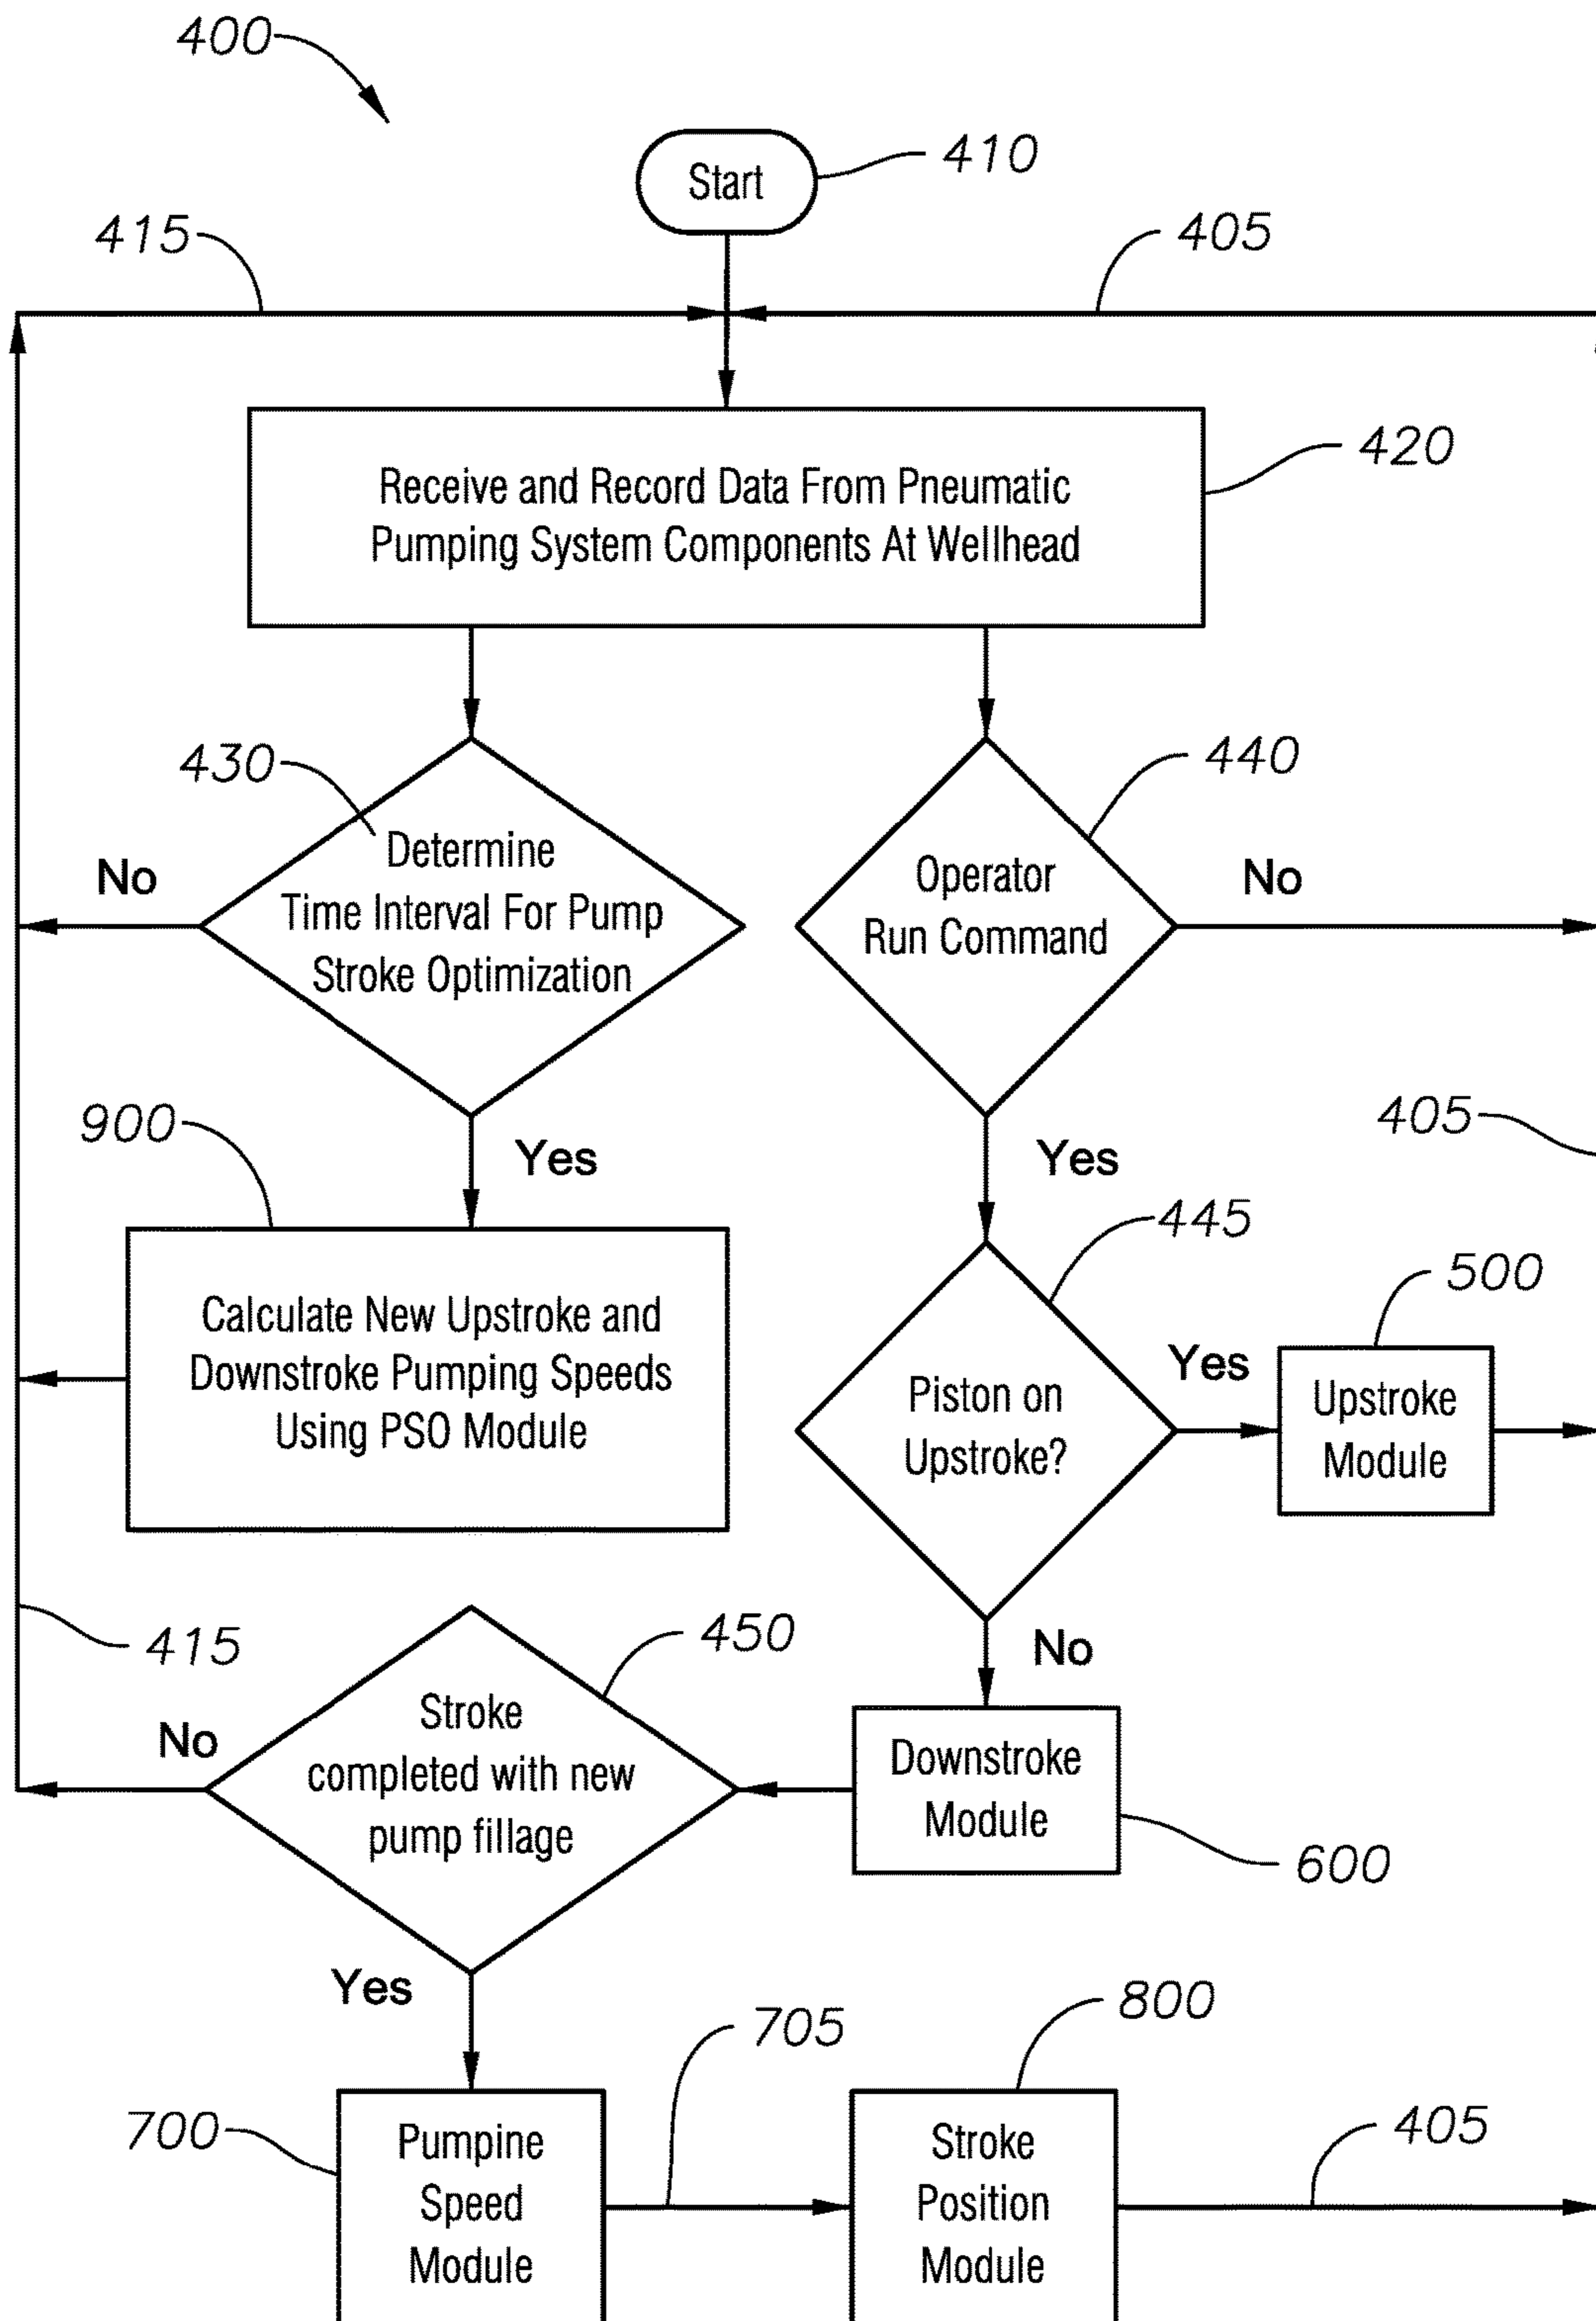 400
Start
410
415
405
Receive and Record Data From Pneumatic
Pumping System Components At Wellhead
420
430
Determine
Time Interval For Pump
Stroke Optimization
No
Yes
440
Operator
Run Command
No
Yes
900
Calculate New Upstroke and
Downstroke Pumping Speeds
Using PSO Module
405
445
Piston on
Upstroke?
Yes
No
500
Upstroke
Module
415
450
Stroke
completed with new
pump fillage
No
Yes
Downstroke
Module
600
700
Pumpine
Speed
Module
705
800
Stroke
Position
Module
405